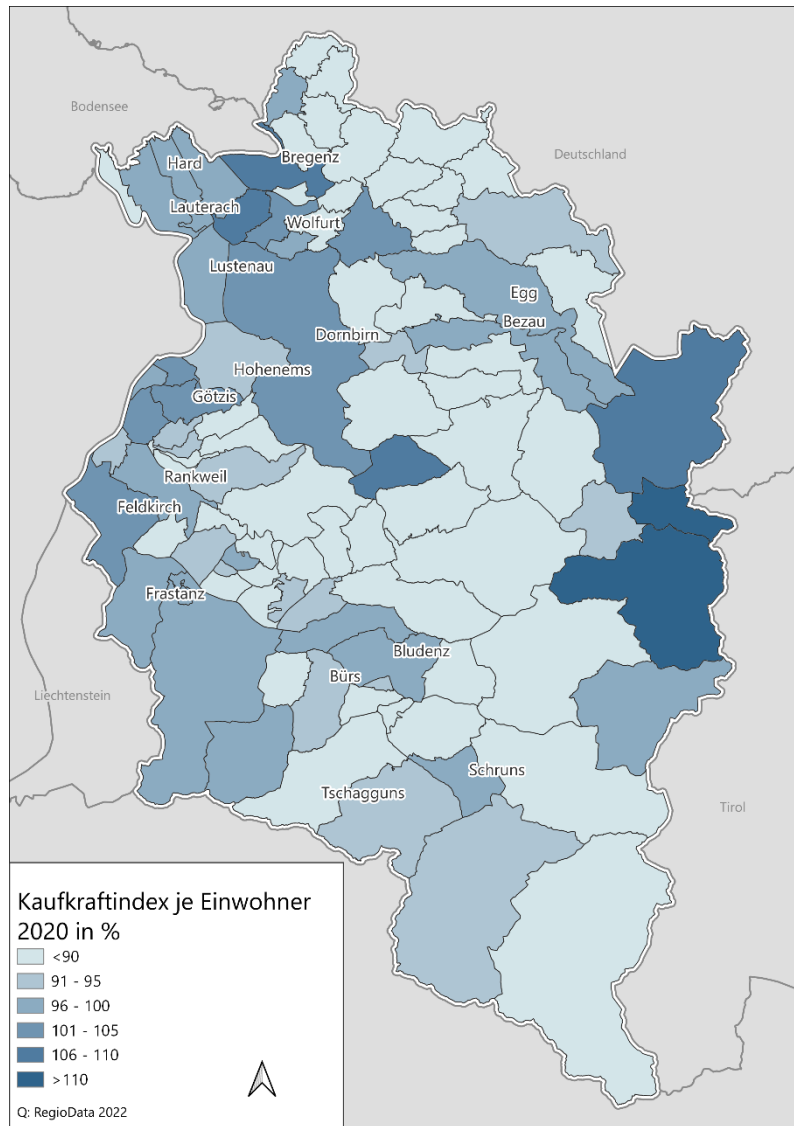 Bodensee
Bregenz
Deutschland
Hard
Lauterach
Wolfurt
Lustenau
Egg
Bezau
Dornbirn
Hohenems
Götzis
Rankweil
Feldkirch
Frastanz
Bludenz
Bürs
Liechtenstein
Schruns
Tschagguns
Tirol
Kaufkraftindex je Einwohner
2020 in %
<90
91 - 95
96 - 100
101 - 105
106 - 110
>110
Q: RegioData 2022